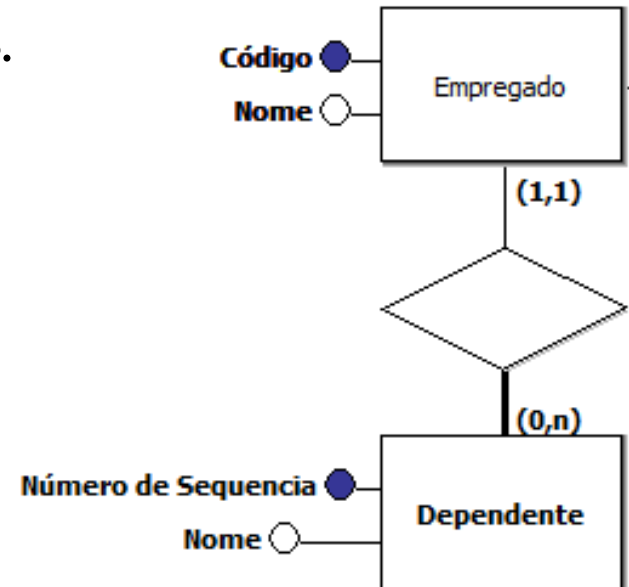 .
Código
Empregado
Nome
(1,1)
(0,n)
Número de Sequencia
Dependente
Nome